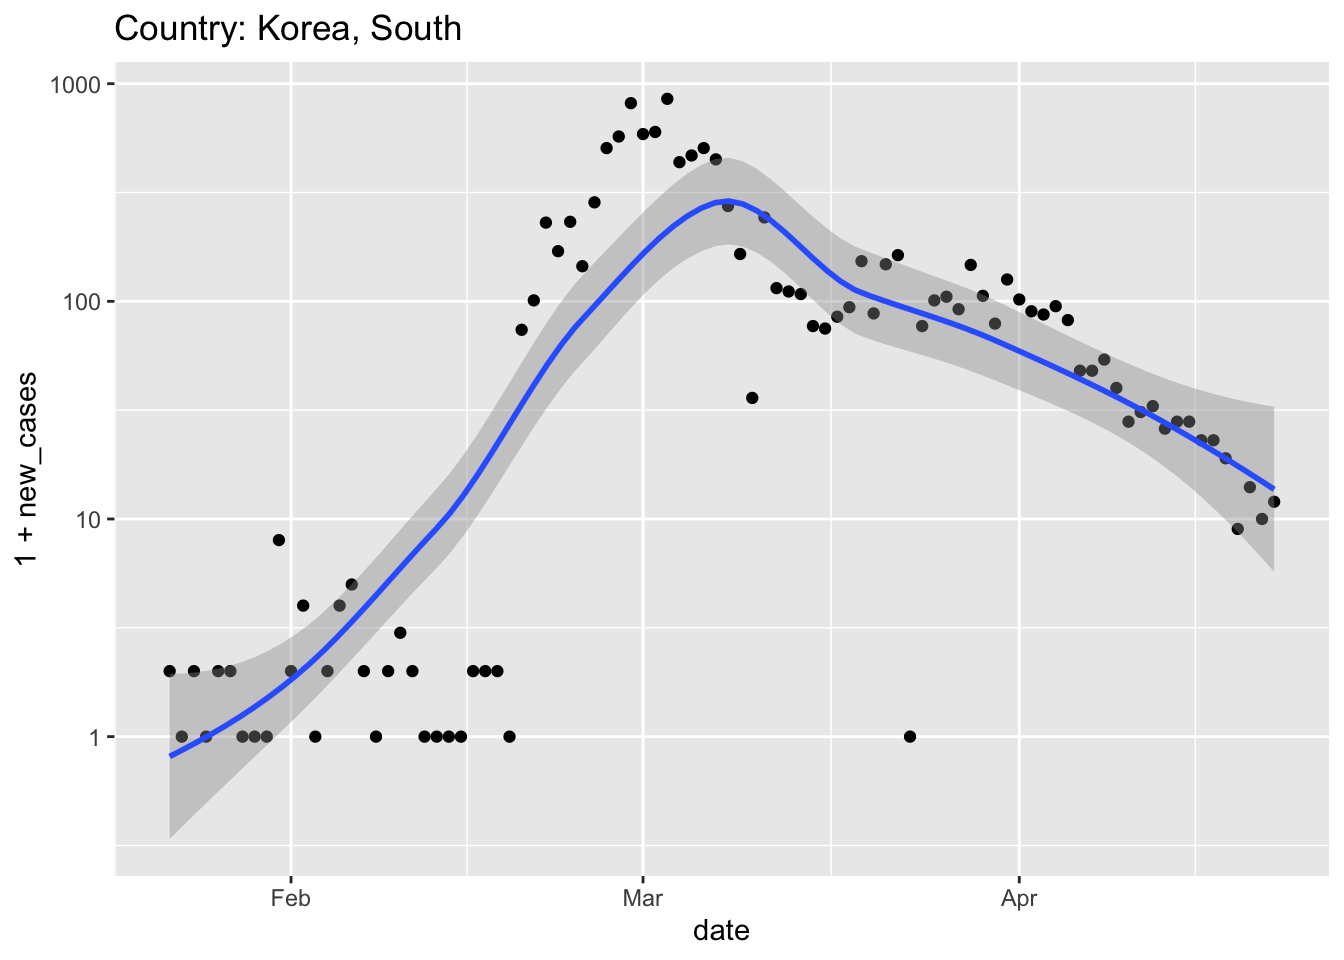 Country: Korea, South
1000
100
10
1
1 + new_cases
Feb Mar Apr
date